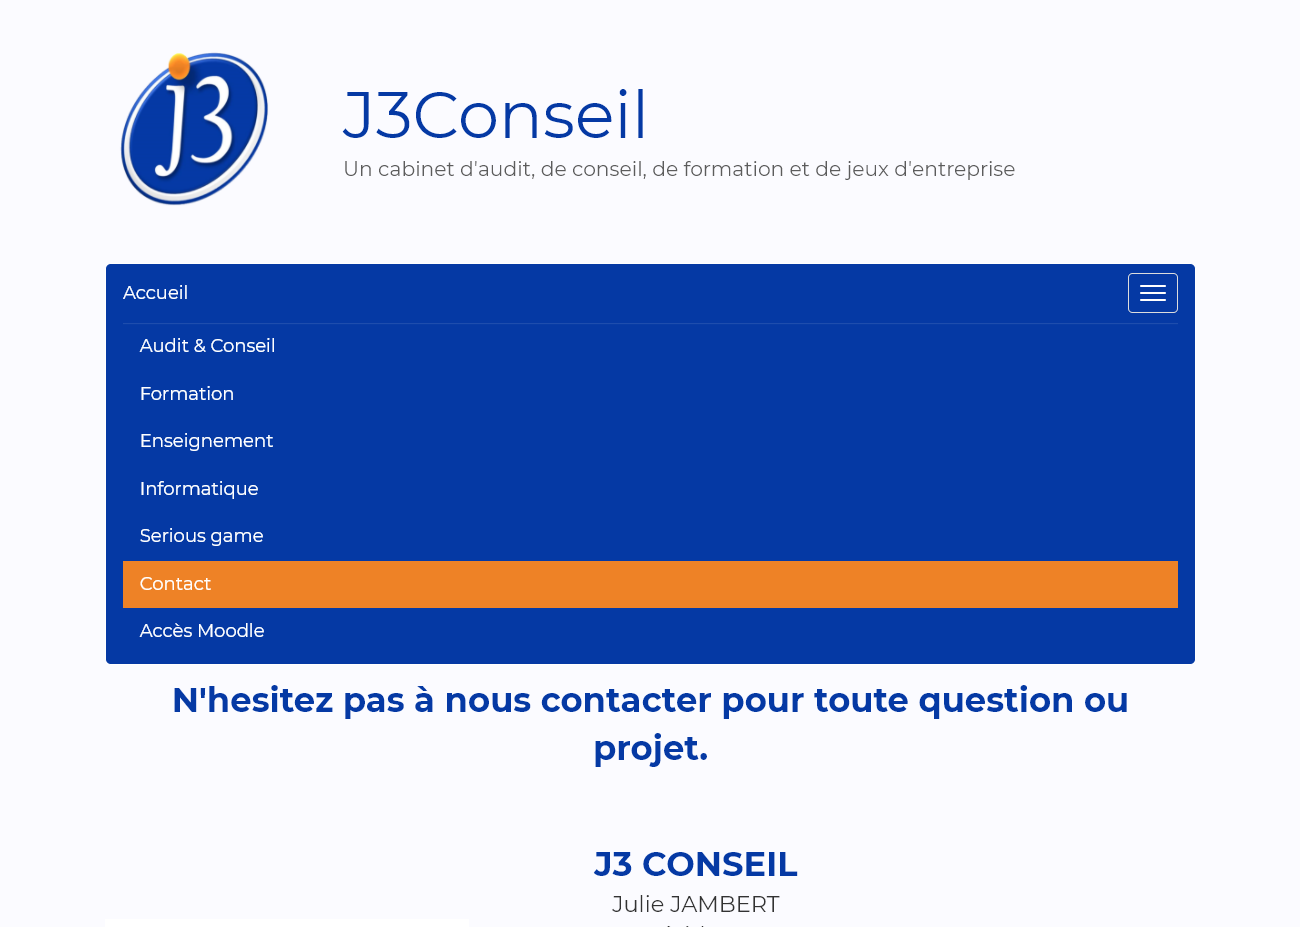 j3
J3Conseil
Un cabinet d'audit, de conseil, de formation et de jeux d'entreprise
Accueil
Audit & Conseil
Formation
Enseignement
Informatique
Serious game
Contact
Accès Moodle
N'hesitez pas à nous contacter pour toute question ou
projet.
J3 CONSEIL
Julie JAMBERT